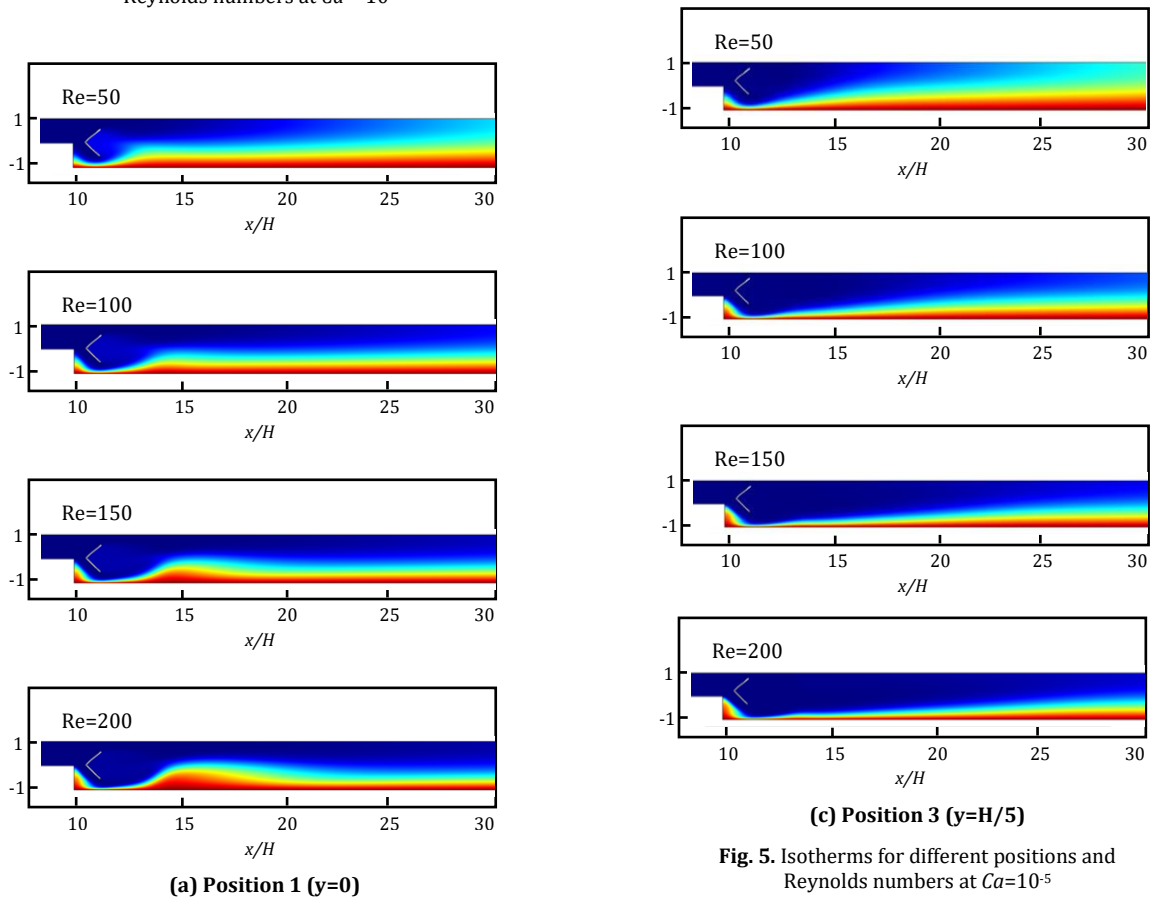 Reynolds numbers at Ca
Re=50
1
-1
10 15 20 25 30
x/H
Re=100
1
-1
10 15 20 25 30
x/H
Re=150
1
-1
10 15 20 25 30
x/H
Re=200
1
-1
10 15 20 25 30
x/H
(a) Position 1 (y=0)
Re=50
1
-1
10 15 20 25 30
x/H
Re=100
1
-1
10 15 20 25 30
x/H
Re=150
1
-1
10 15 20 25 30
x/H
Re=200
1
-1
10 15 20 25 30
x/H
(c) Position 3 (y=H/5)
Fig. 5. Isotherms for different positions and
Reynolds numbers at Ca=10⁻⁵